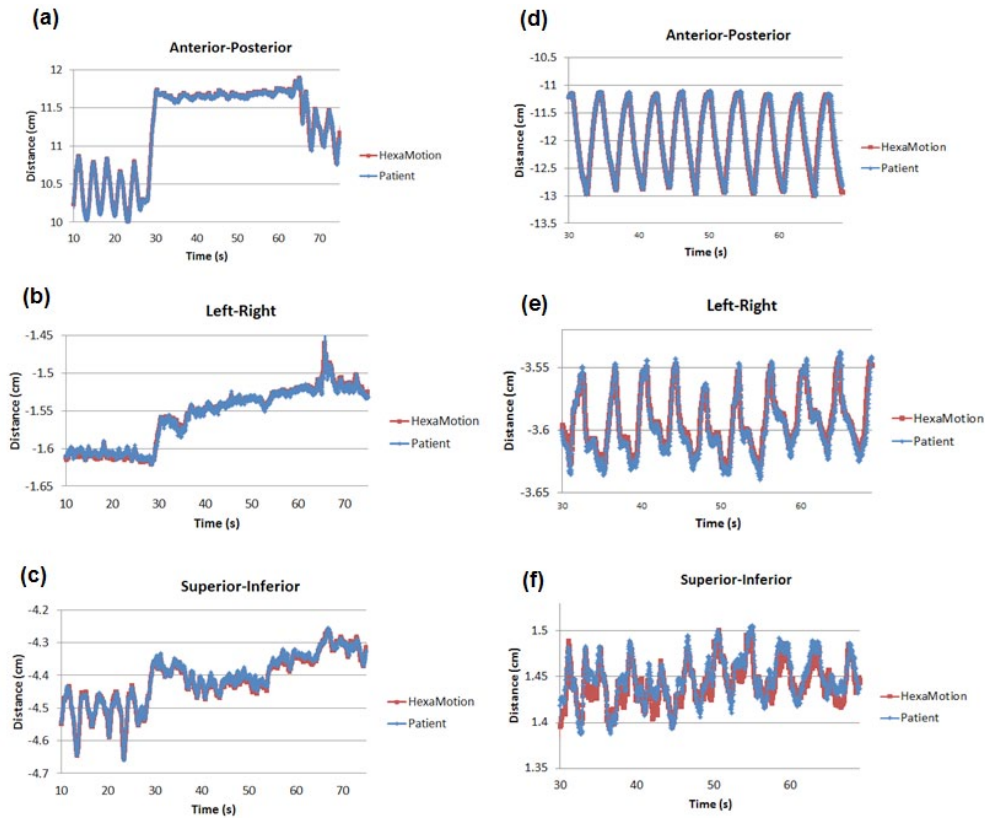 (a)
Anterior-Posterior
12
11.5
11
10.5
10
Distance (cm)
10 20 30 40 50 60 70
Time (s)
HexaMotion
Patient
(b)
Left-Right
-1.45
-1.5
-1.55
-1.6
-1.65
Distance (cm)
10 20 30 40 50 60 70
Time (s)
HexaMotion
Patient
(c)
Superior-Inferior
-4.2
-4.3
-4.4
-4.5
-4.6
-4.7
Distance (cm)
10 20 30 40 50 60 70
Time (s)
HexaMotion
Patient
(d)
Anterior-Posterior
-10.5
-11
-11.5
-12
-12.5
-13
-13.5
Distance (cm)
30 40 50 60
Time (s)
HexaMotion
Patient
(e)
Left-Right
-3.55
-3.6
-3.65
Distance (cm)
30 40 50 60
Time (s)
HexaMotion
Patient
(f)
Superior-Inferior
1.5
1.45
1.4
1.35
Distance (cm)
30 40 50 60
Time (s)
HexaMotion
Patient